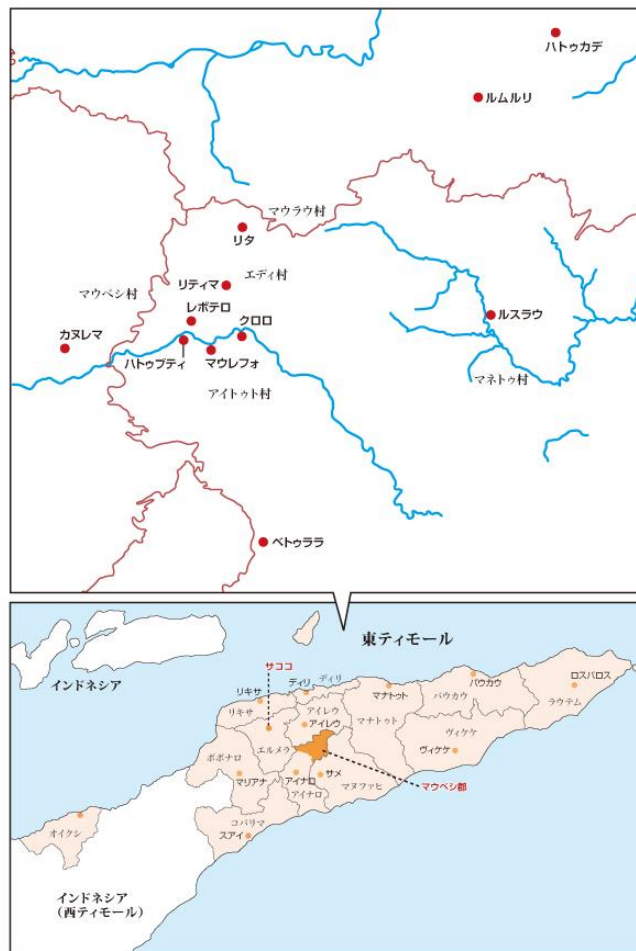 ハトゥカデ
ルムルリ
マウラウ村
リタ
エディ村
マウベシ村
リティマ
レボテロ
クロロ
ルスラウ
カヌレマ
ハトゥブティ
マウレフォ
マネトゥ村
アイトゥト村
ベトゥララ
東ティモール
インドネシア
サココ
リキサ
ディリ
ディリ
マナトゥト
バウカウ
ロスパロス
リキサ
アイレウ
アイレウ
マナトゥト
バウカウ
ラウテム
ボボナロ
エルメラ
ヴィケケ
ヴィケケ
マリアナ
アイナロ
サメ
アイナロ
マヌファヒ
マウベシ郡
オイクシ
コバリマ
スアイ
インドネシア
(西ティモール)